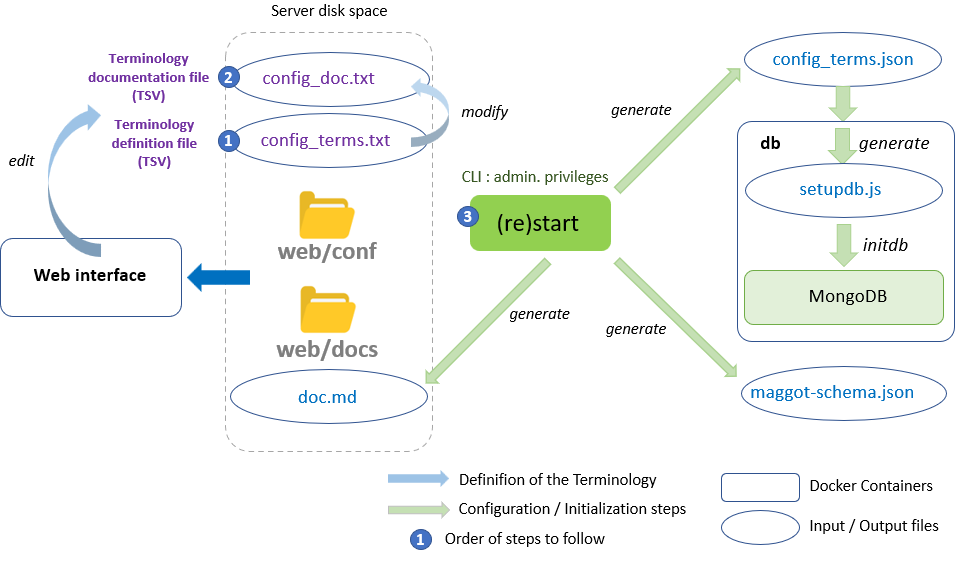 Server disk space
Terminology
documentation file
(TSV)
2
config_doc.txt
Terminology
definition file
(TSV)
1
config_terms.txt
modify
edit
web/conf
Web interface
web/docs
doc.md
CLI : admin. privileges
3
(re)start
generate
generate
generate
config_terms.json
db
generate
setupdb.js
initdb
MongoDB
maggot-schema.json
Definifion of the Terminology
Configuration / Initialization steps
1
Order of steps to follow
Docker Containers
Input / Output files